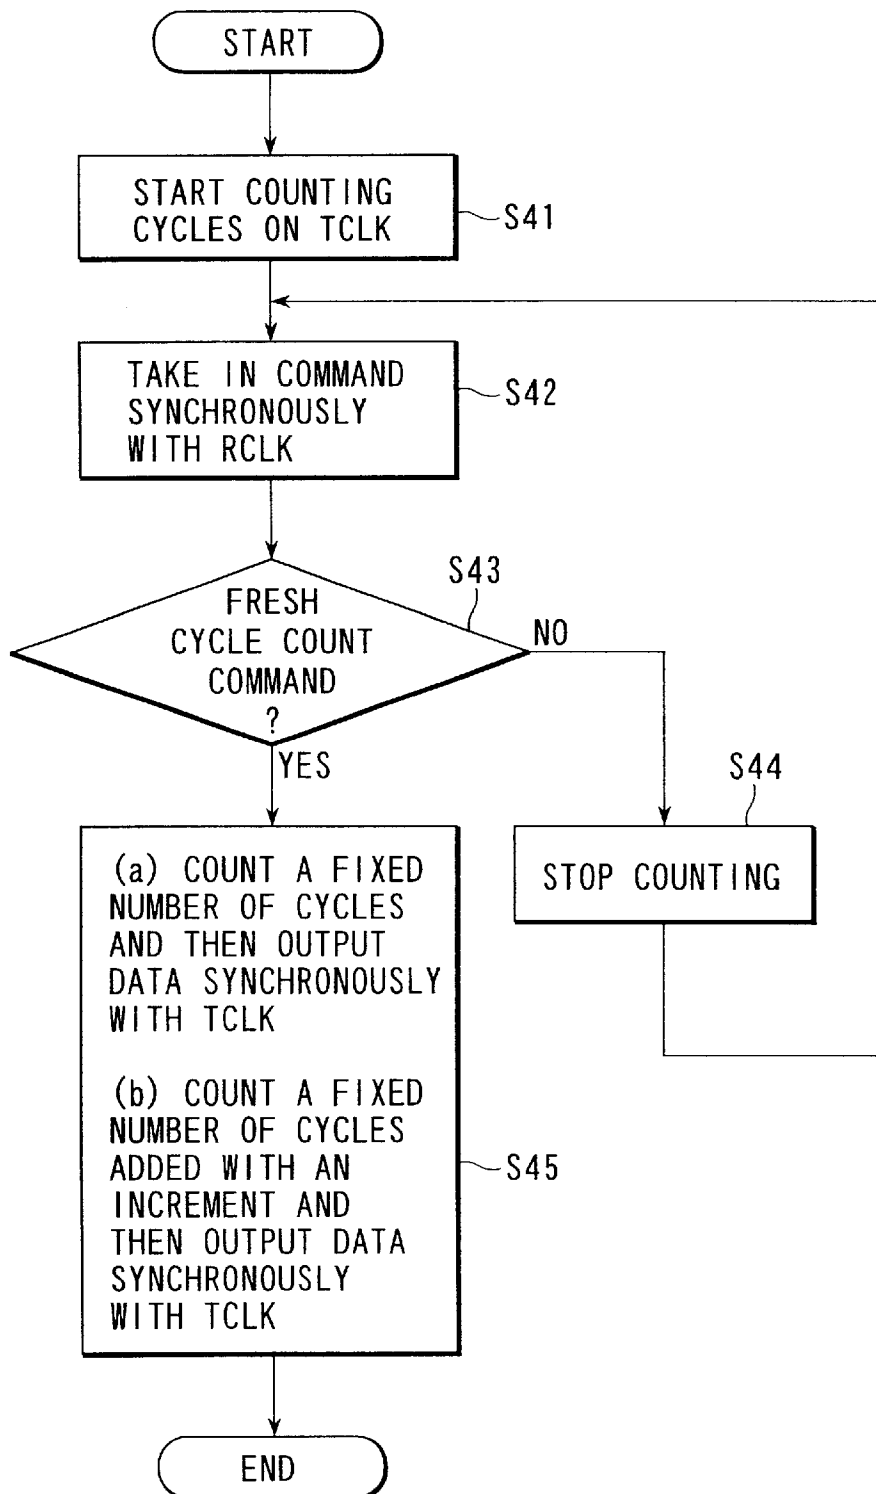 START
START COUNTING
CYCLES ON TCLK
S41
TAKE IN COMMAND
SYNCHRONOUSLY
WITH RCLK
S42
S43
FRESH
CYCLE COUNT
COMMAND
?
NO
YES
S44
STOP COUNTING
(a) COUNT A FIXED
NUMBER OF CYCLES
AND THEN OUTPUT
DATA SYNCHRONOUSLY
WITH TCLK
(b) COUNT A FIXED
NUMBER OF CYCLES
ADDED WITH AN
INCREMENT AND
THEN OUTPUT DATA
SYNCHRONOUSLY
WITH TCLK
S45
END